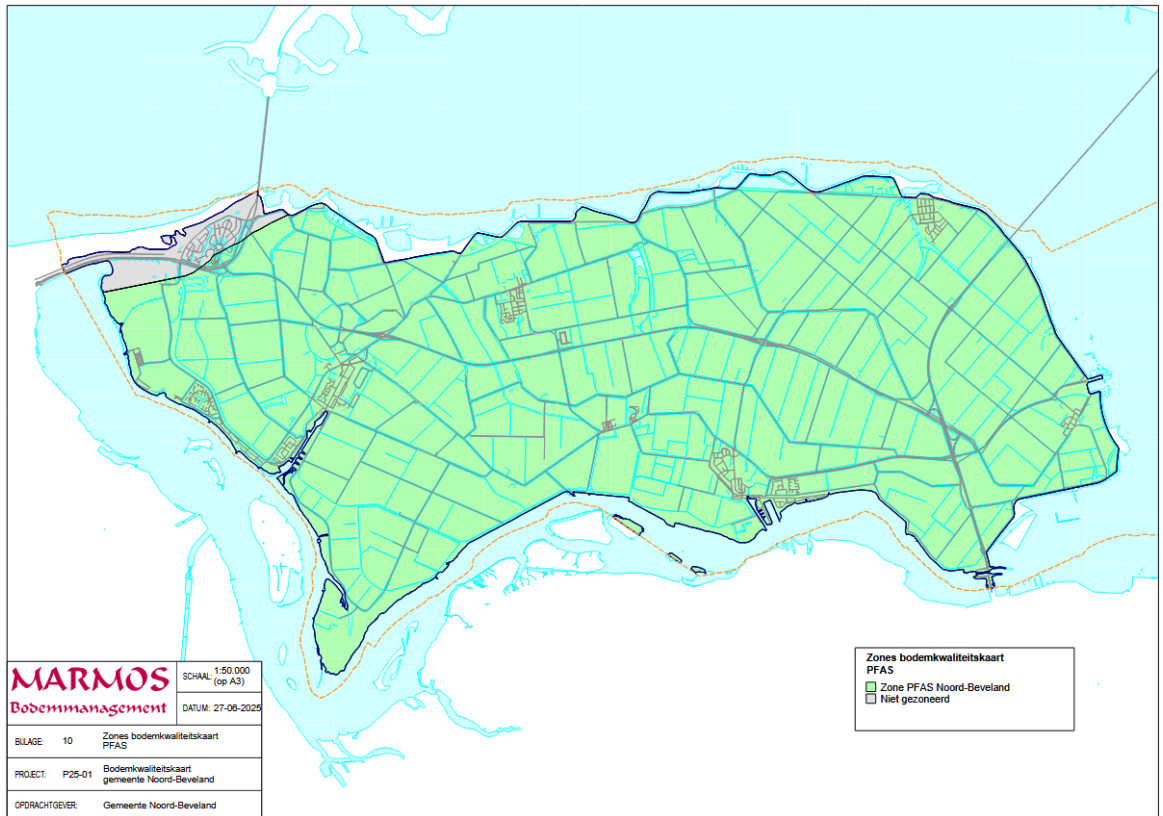 MARMOS
Bodemmanagement
SCHAAL: 1:50.000
(op A3)
DATUM: 27-06-2025
BIJLAGE: 10 Zones bodemkwaliteitskaart
PFAS
PROJECT: P25-01 Bodemkwaliteitskaart
gemeente Noord-Beveland
OPDRACHTGEVER: Gemeente Noord-Beveland
Zones bodemkwaliteitskaart
PFAS
Zone PFAS Noord-Beveland
Niet gezoneerd